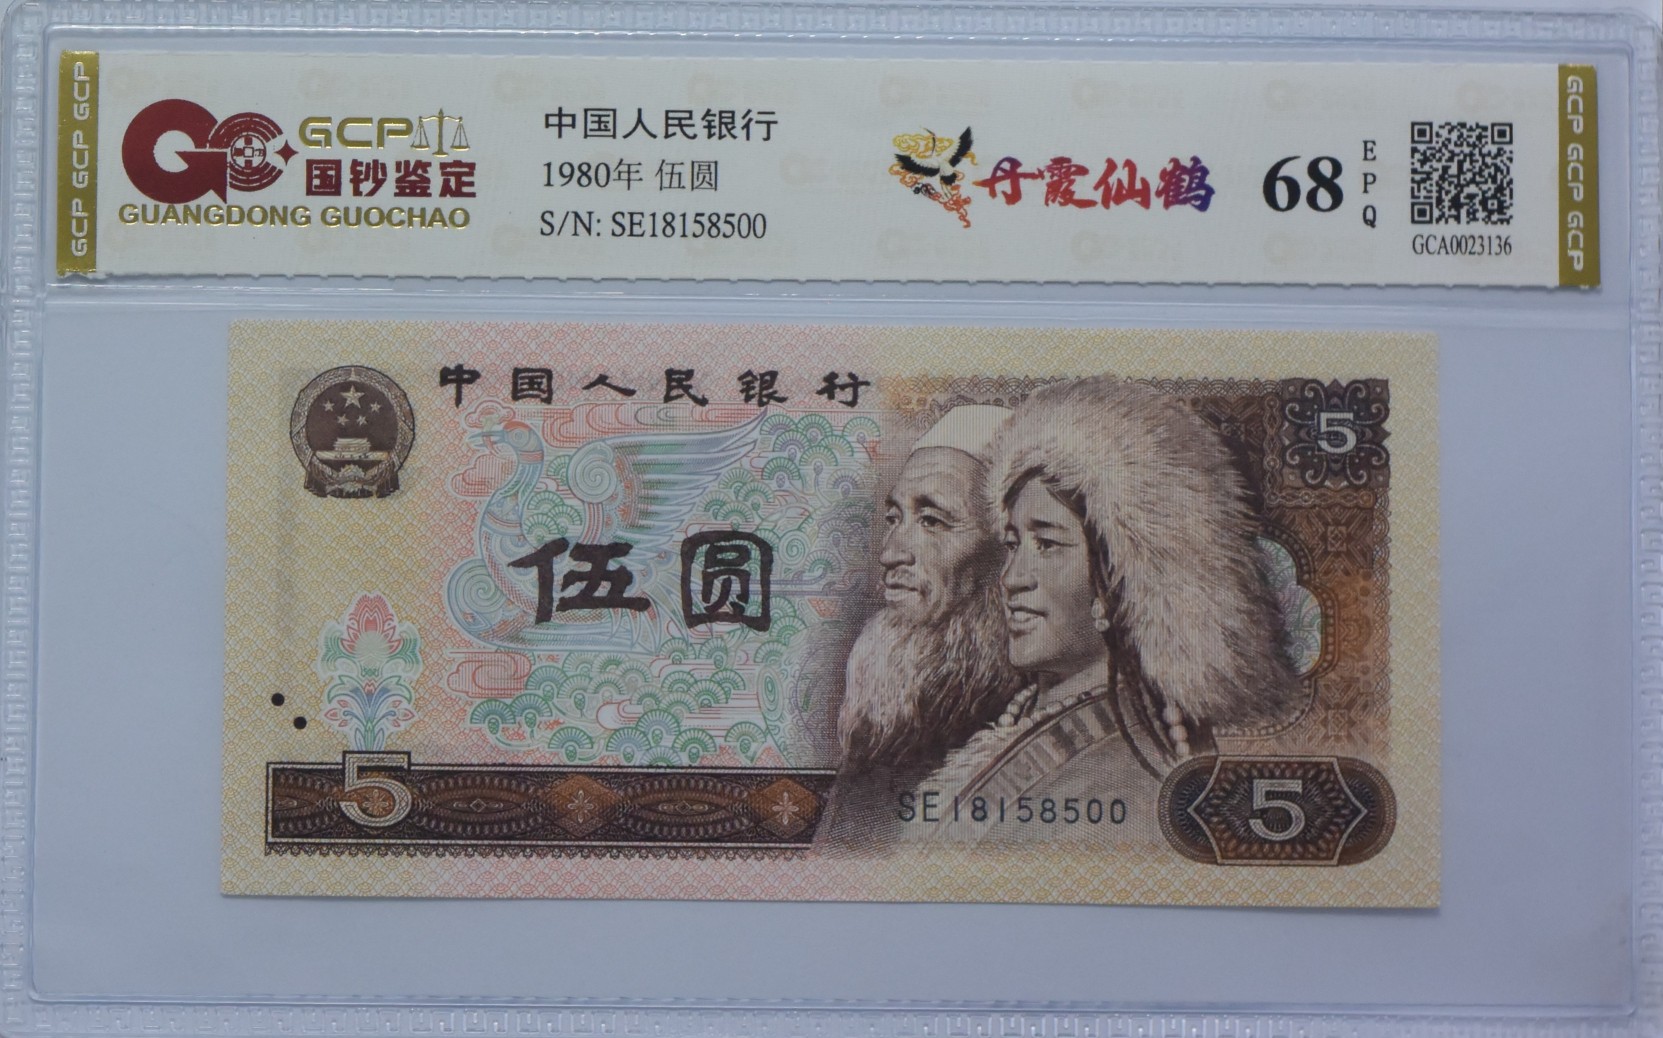 GCP GCP GCP
GCP
国钞鉴定
GUANGDONG GUOCHAO
中国人民银行
1980年 伍圆
S/N: SE18158500
丹霞仙鹤
68
EPQ
GCA0023136
GCP GCP GCP
中国人民银行
5
伍圆
5
SE18158500
5